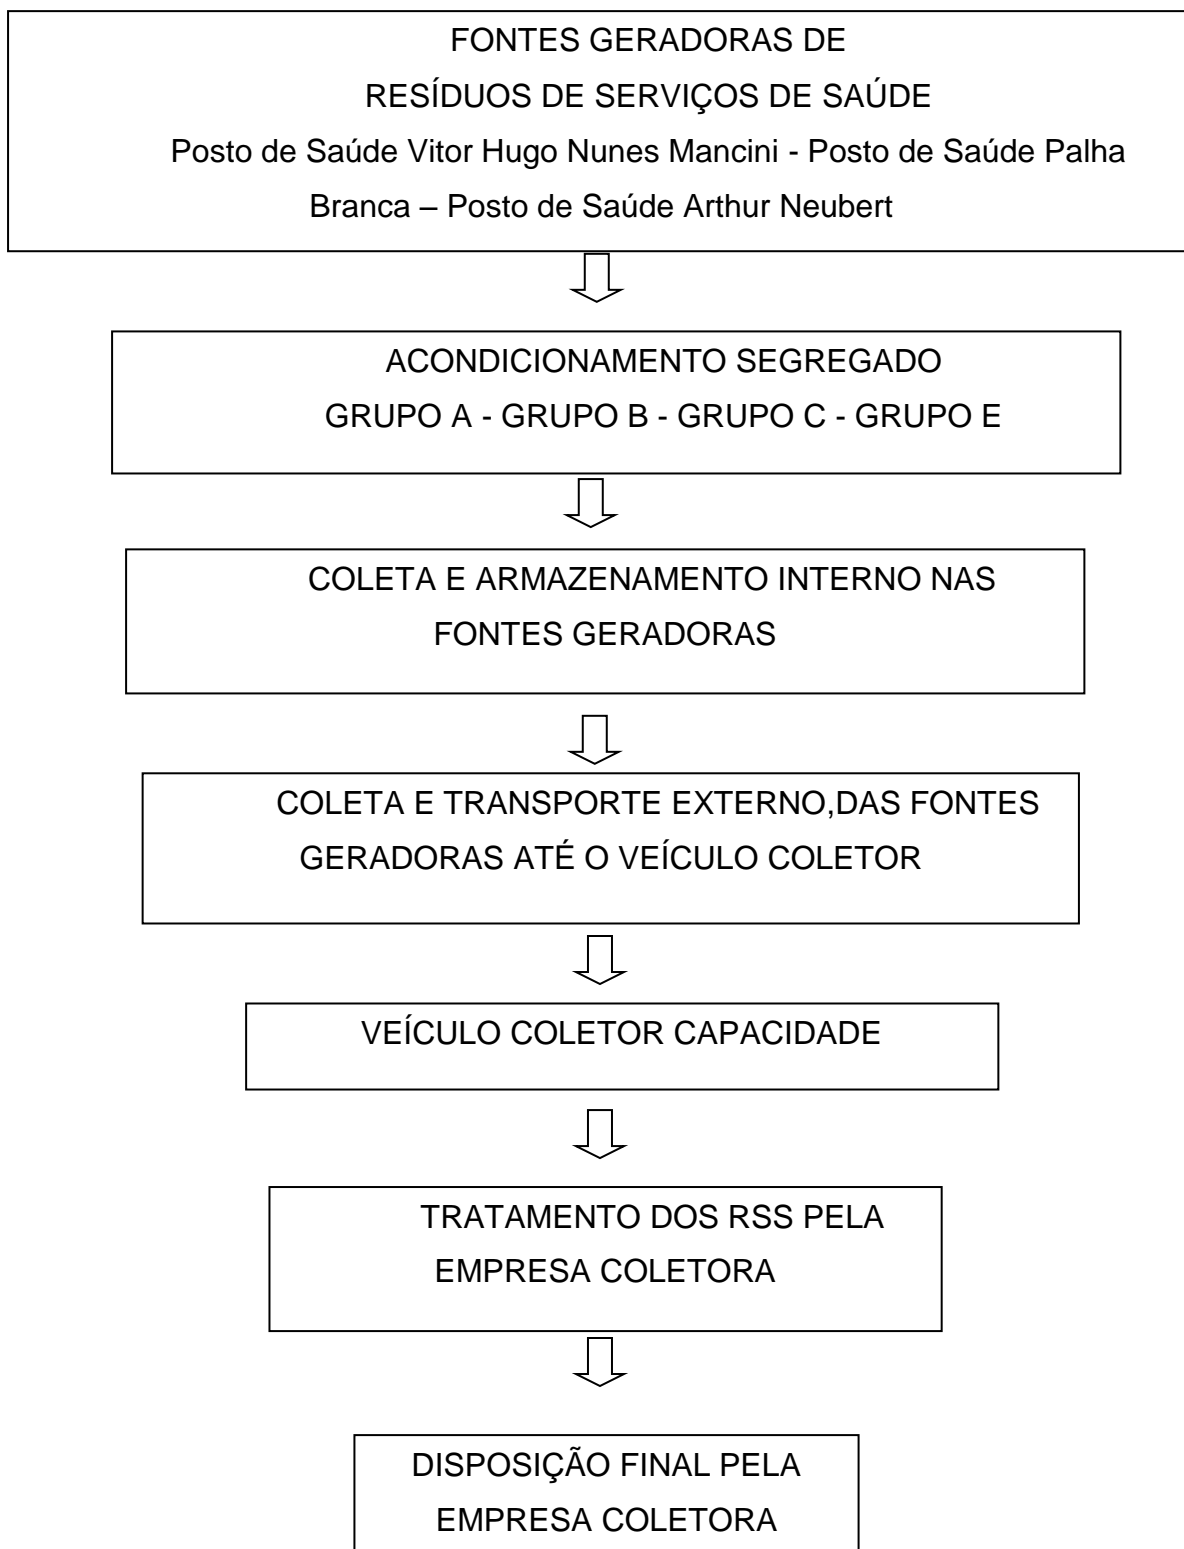 FONTES GERADORAS DE
RESÍDUOS DE SERVIÇOS DE SAÚDE
Posto de Saúde Vitor Hugo Nunes Mancini - Posto de Saúde Palha
Branca – Posto de Saúde Arthur Neubert
ACONDICIONAMENTO SEGREGADO
GRUPO A - GRUPO B - GRUPO C - GRUPO E
COLETA E ARMAZENAMENTO INTERNO NAS
FONTES GERADORAS
COLETA E TRANSPORTE EXTERNO,DAS FONTES
GERADORAS ATÉ O VEÍCULO COLETOR
VEÍCULO COLETOR CAPACIDADE
TRATAMENTO DOS RSS PELA
EMPRESA COLETORA
DISPOSIÇÃO FINAL PELA
EMPRESA COLETORA